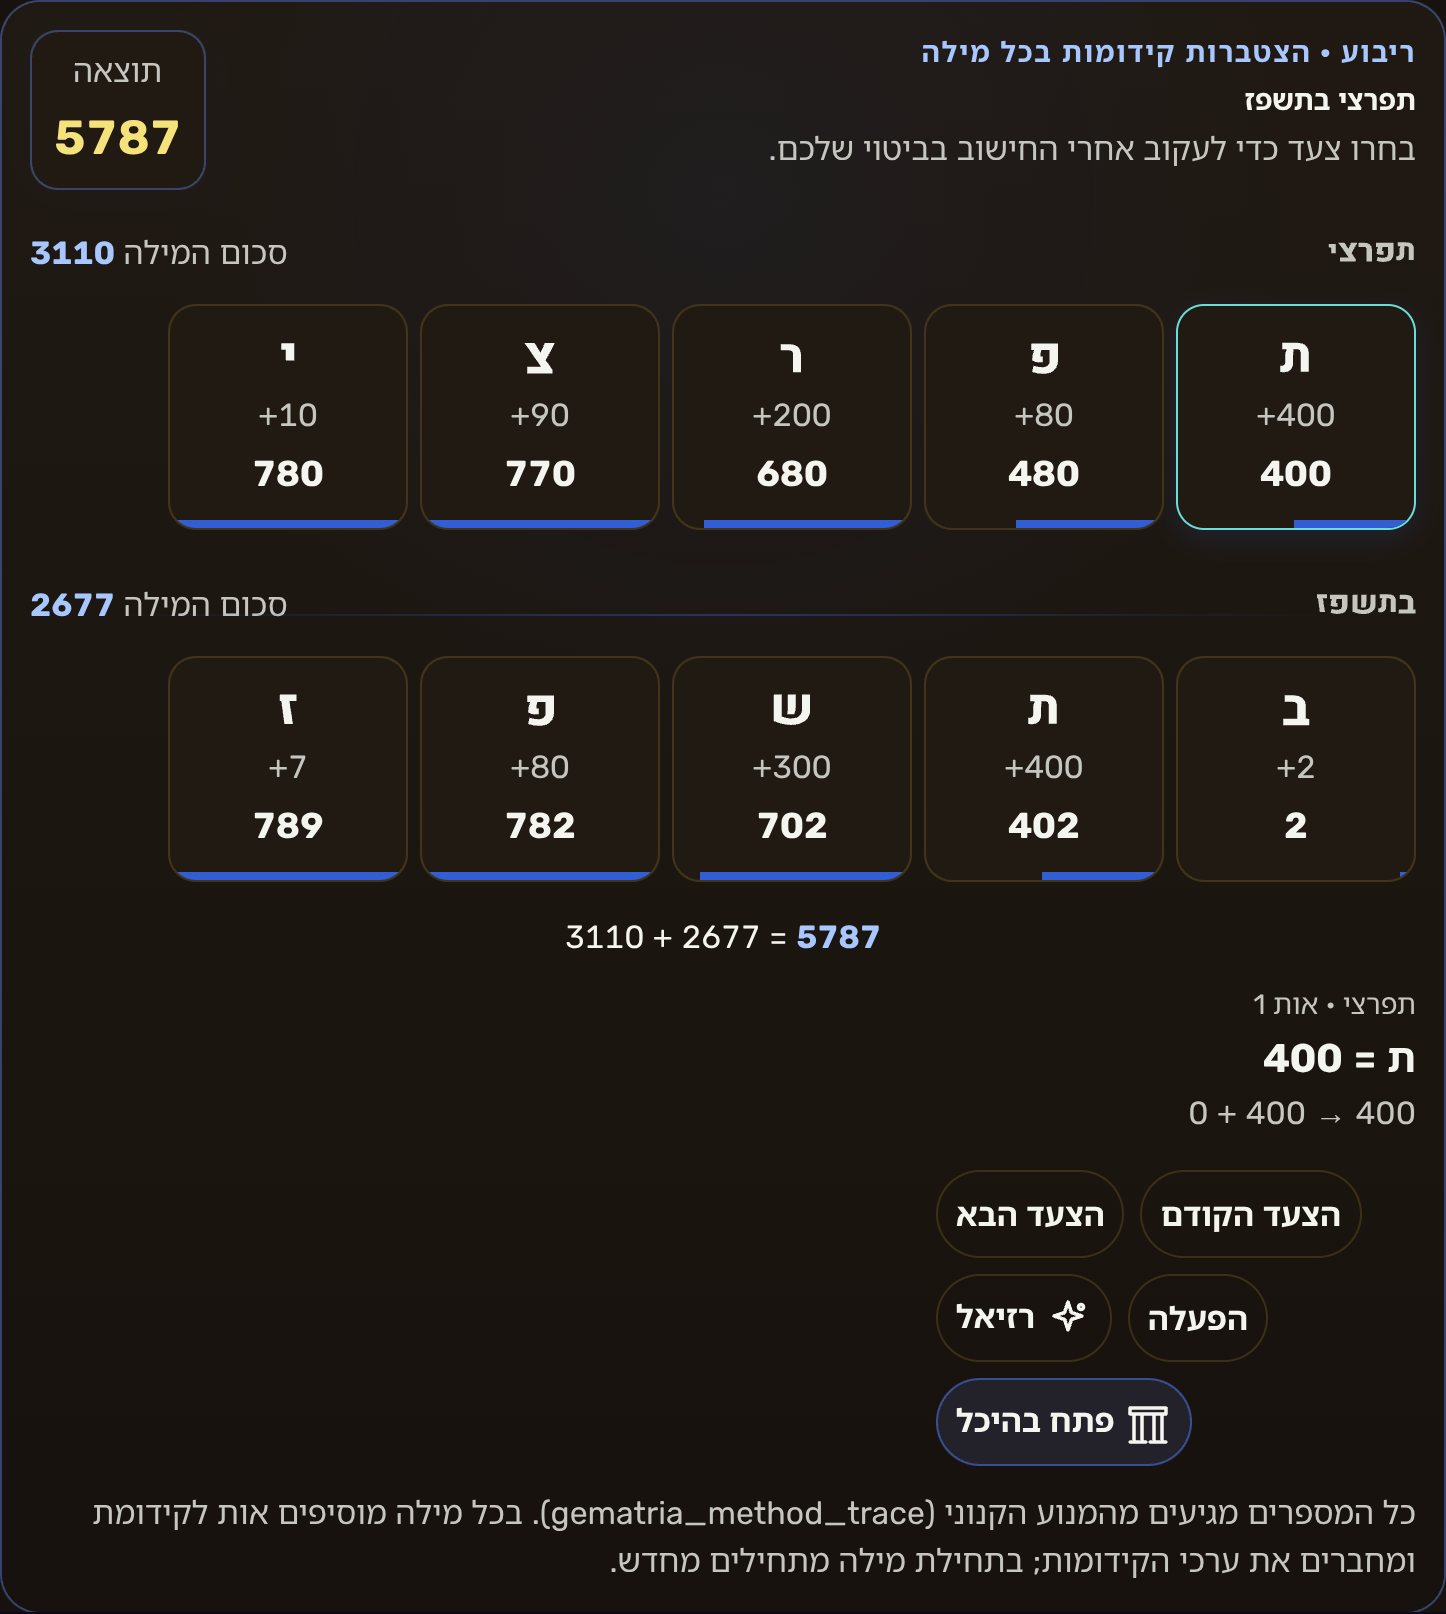 ריבוע • הצטברות קידומות בכל מילה
תפרצי בתשפז
בחרו צעד כדי לעקוב אחרי החישוב בביטוי שלכם.
תוצאה
5787
תפרצי
סכום המילה 3110
ת
+400
400
פ
+80
480
ר
+200
680
צ
+90
770
י
+10
780
בתשפז
סכום המילה 2677
ב
+2
2
ת
+400
402
ש
+300
702
פ
+80
782
ז
+7
789
3110 + 2677 = 5787
תפרצי • אות 1
ת = 400
0 + 400 → 400
הצעד הקודם
הצעד הבא
הפעלה
רזיאל
פתח בהיכל
כל המספרים מגיעים מהמנוע הקנוני (gematria_method_trace). בכל מילה מוסיפים אות לקידומת
ומחברים את ערכי הקידומות; בתחילת מילה מתחילים מחדש.